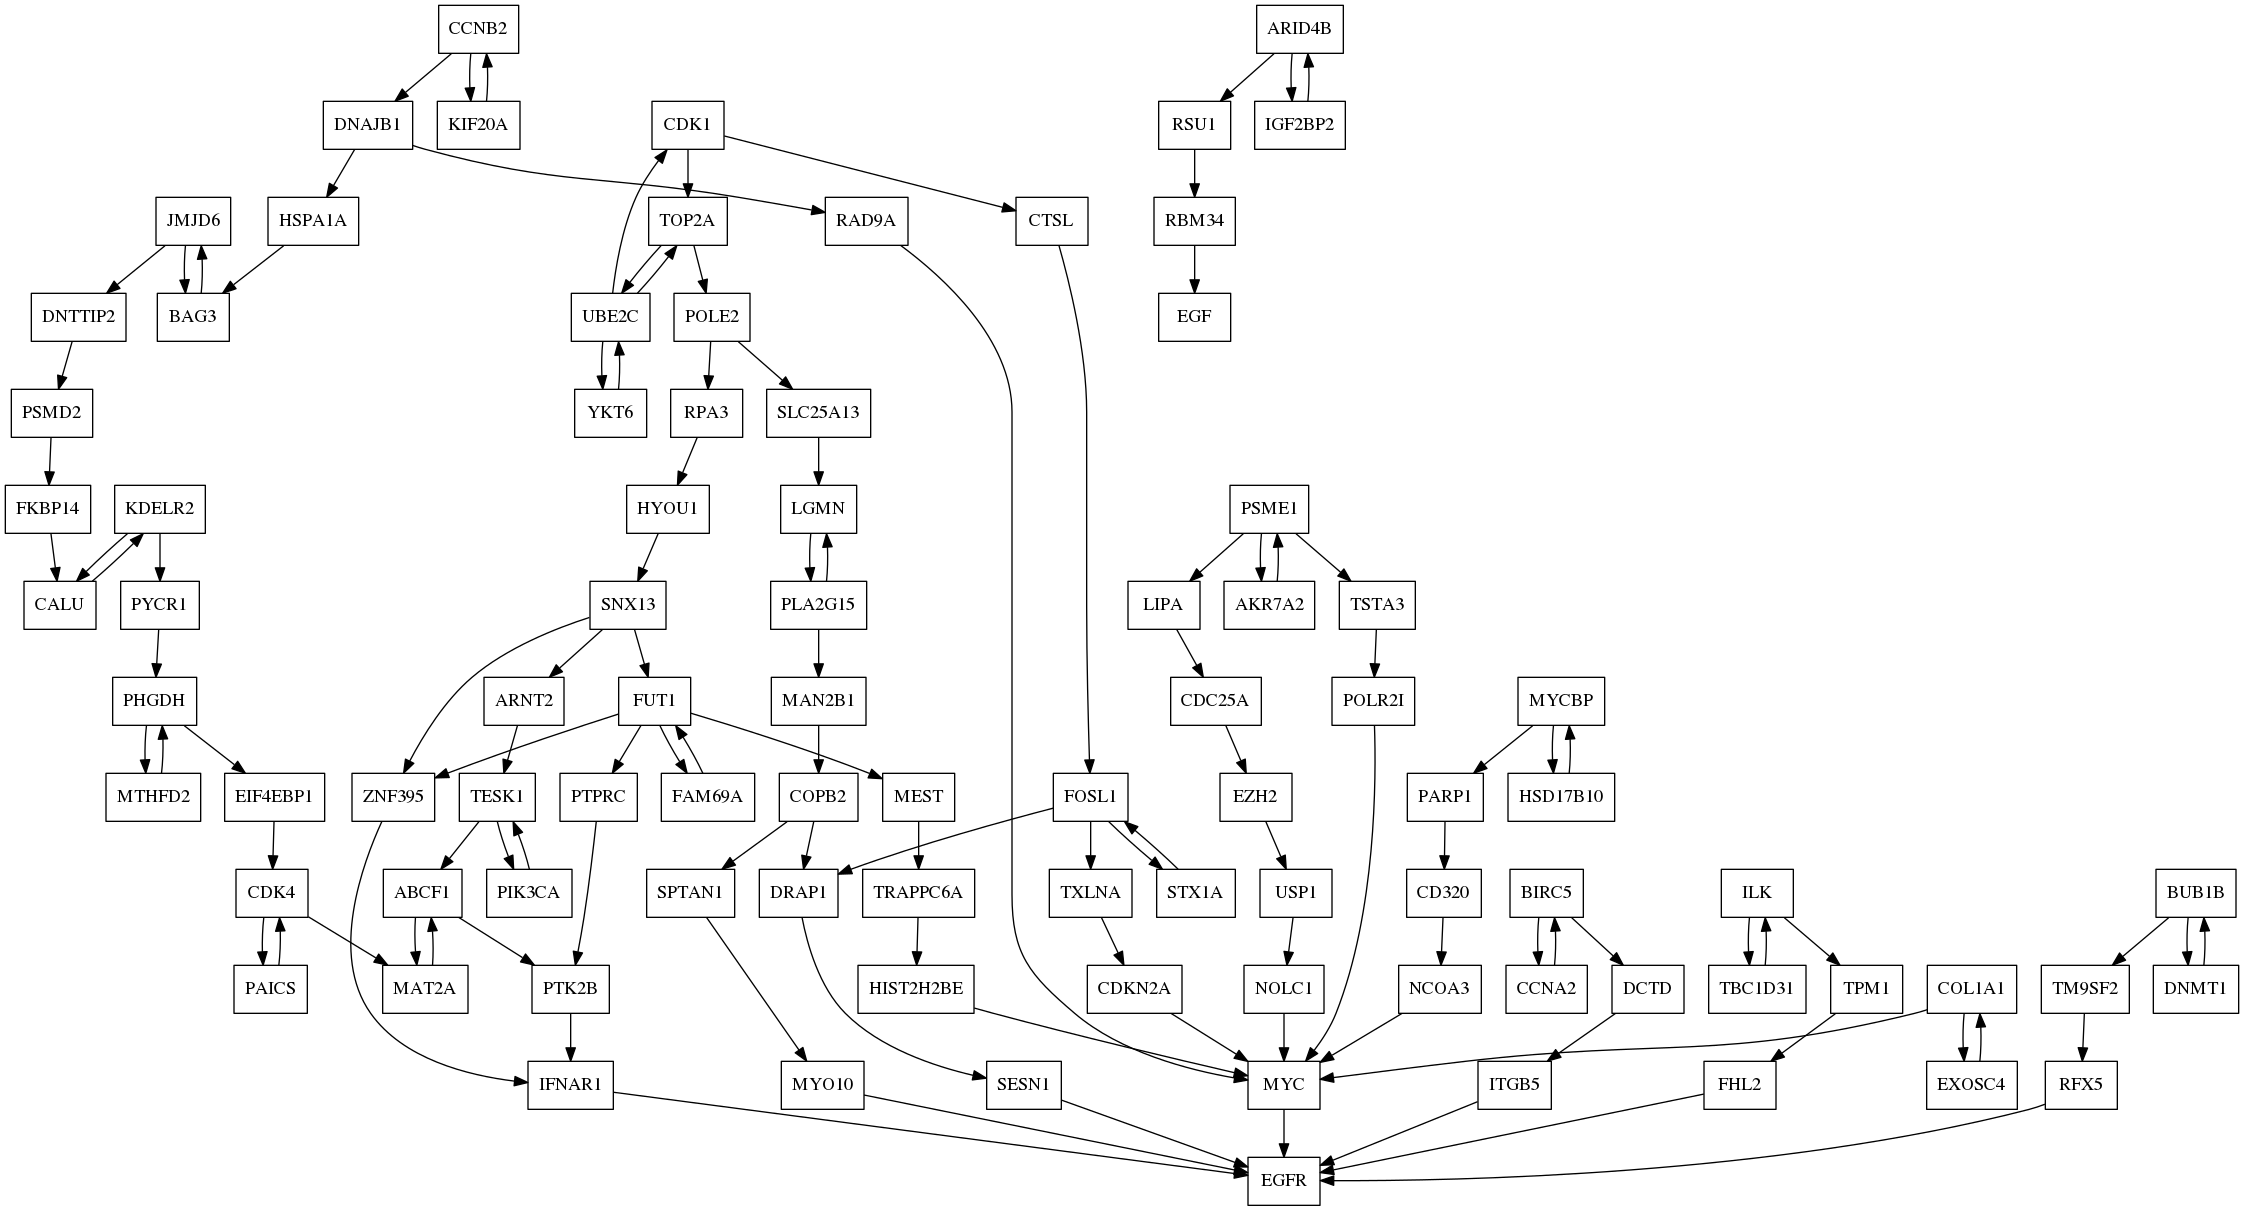 CCNB2
ARID4B
DNAJB1
KIF20A
CDK1
RSU1
IGF2BP2
JMJD6
HSPA1A
TOP2A
RAD9A
CTSL
RBM34
DNTTIP2
BAG3
UBE2C
POLE2
EGF
PSMD2
YKT6
RPA3
SLC25A13
FKBP14
KDELR2
HYOU1
LGMN
PSME1
CALU
PYCR1
SNX13
PLA2G15
LIPA
AKR7A2
TSTA3
PHGDH
ARNT2
FUT1
MAN2B1
CDC25A
POLR2I
MYCBP
MTHFD2
EIF4EBP1
ZNF395
TESK1
PTPRC
FAM69A
COPB2
MEST
FOSL1
EZH2
PARP1
HSD17B10
CDK4
ABCF1
PIK3CA
SPTAN1
DRAP1
TRAPPC6A
TXLNA
STX1A
USP1
CD320
BIRC5
ILK
BUB1B
PAICS
MAT2A
PTK2B
HIST2H2BE
CDKN2A
NOLC1
NCOA3
CCNA2
DCTD
TBC1D31
TPM1
COL1A1
TM9SF2
DNMT1
IFNAR1
MYO10
SESN1
MYC
ITGB5
FHL2
EXOSC4
RFX5
EGFR